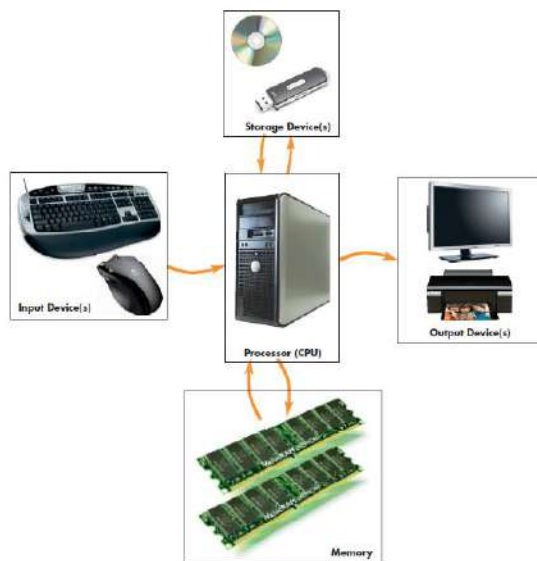 Storage Device(s)
Input Device(s)
Processor (CPU)
Output Device(s)
Memory